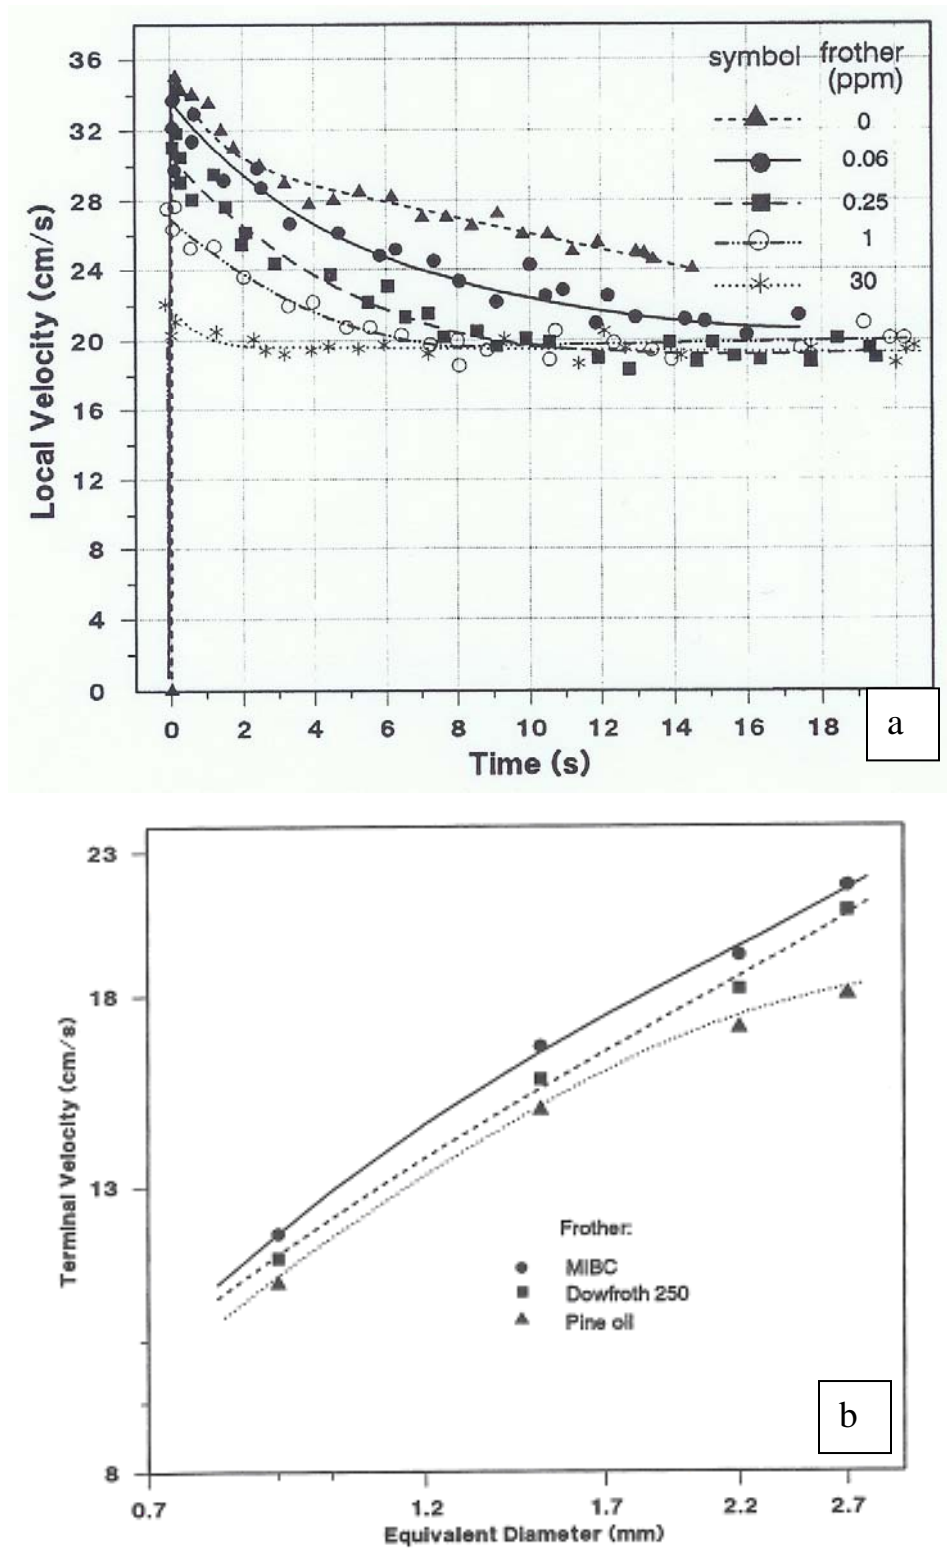 symbol frother
(ppm)
0
0.06
0.25
1
30
36
32
28
24
20
16
12
8
4
0
Local Velocity (cm/s)
0 2 4 6 8 10 12 14 16 18
Time (s)
a
23
18
13
8
Terminal Velocity (cm/s)
Frother:
MIBC
Dowfroth 250
Pine oil
b
0.7 1.2 1.7 2.2 2.7
Equivalent Diameter (mm)